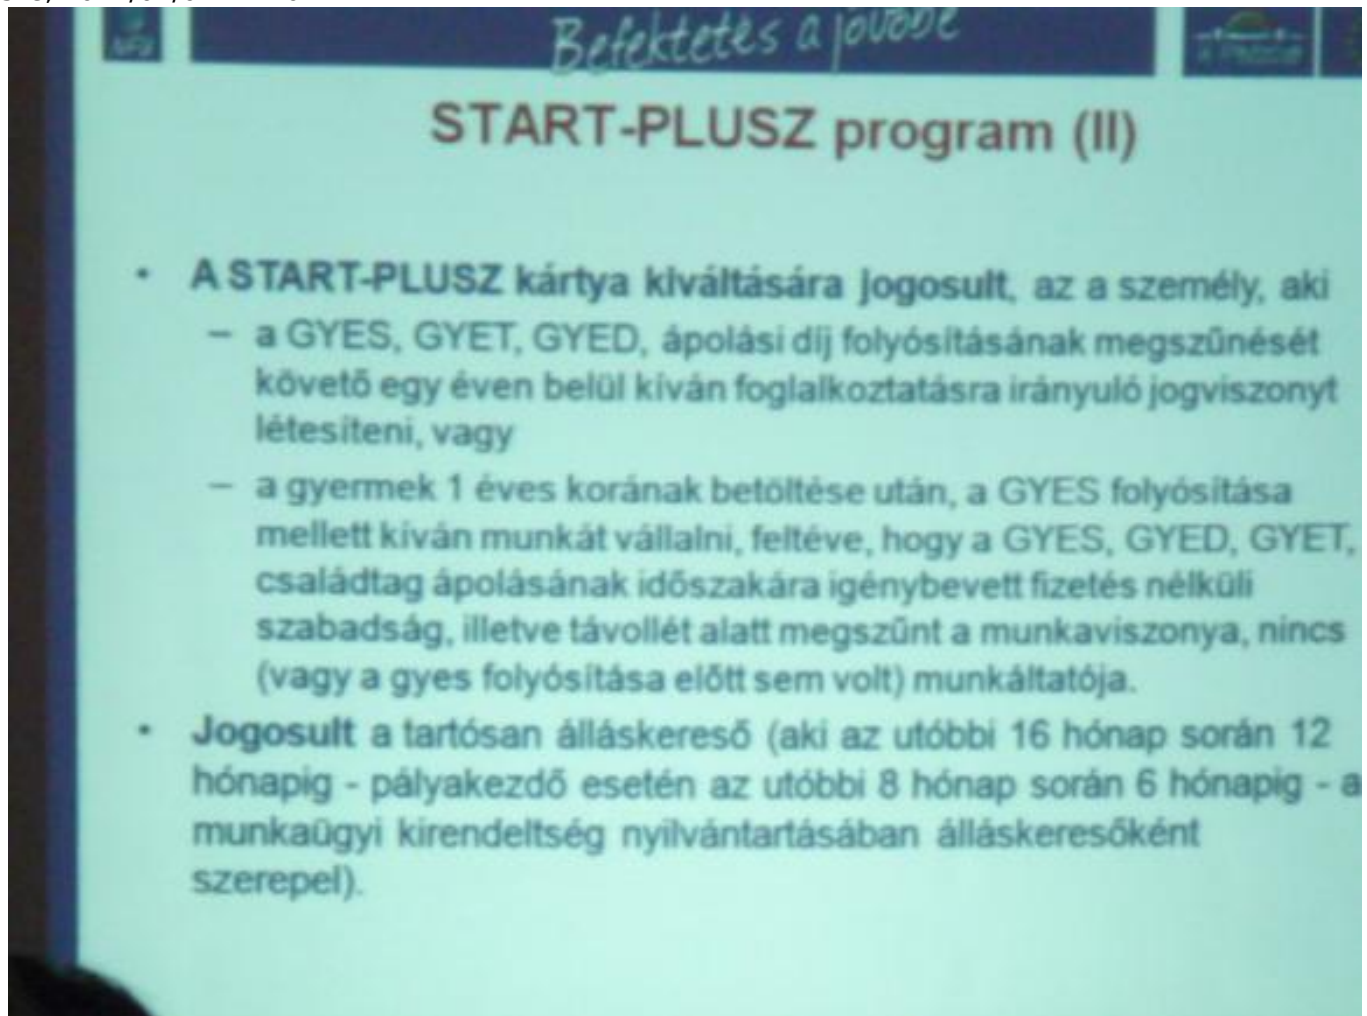 Befektetés a jövőbe
START-PLUSZ program (II)
• A START-PLUSZ kártya kiváltására jogosult, az a személy, aki
– a GYES, GYET, GYED, ápolási díj folyósításának megszűnését
követő egy éven belül kíván foglalkoztatásra irányuló jogviszonyt
létesíteni, vagy
– a gyermek 1 éves korának betöltése után, a GYES folyósítása
mellett kíván munkát vállalni, feltéve, hogy a GYES, GYED, GYET,
családtag ápolásának időszakára igénybevett fizetés nélküli
szabadság, illetve távollét alatt megszűnt a munkaviszonya, nincs
(vagy a gyes folyósítása előtt sem volt) munkáltatója.
• Jogosult a tartósan álláskereső (aki az utóbbi 16 hónap során 12
hónapig - pályakezdő esetén az utóbbi 8 hónap során 6 hónapig - a
munkaügyi kirendeltség nyilvántartásában álláskeresőként
szerepel).